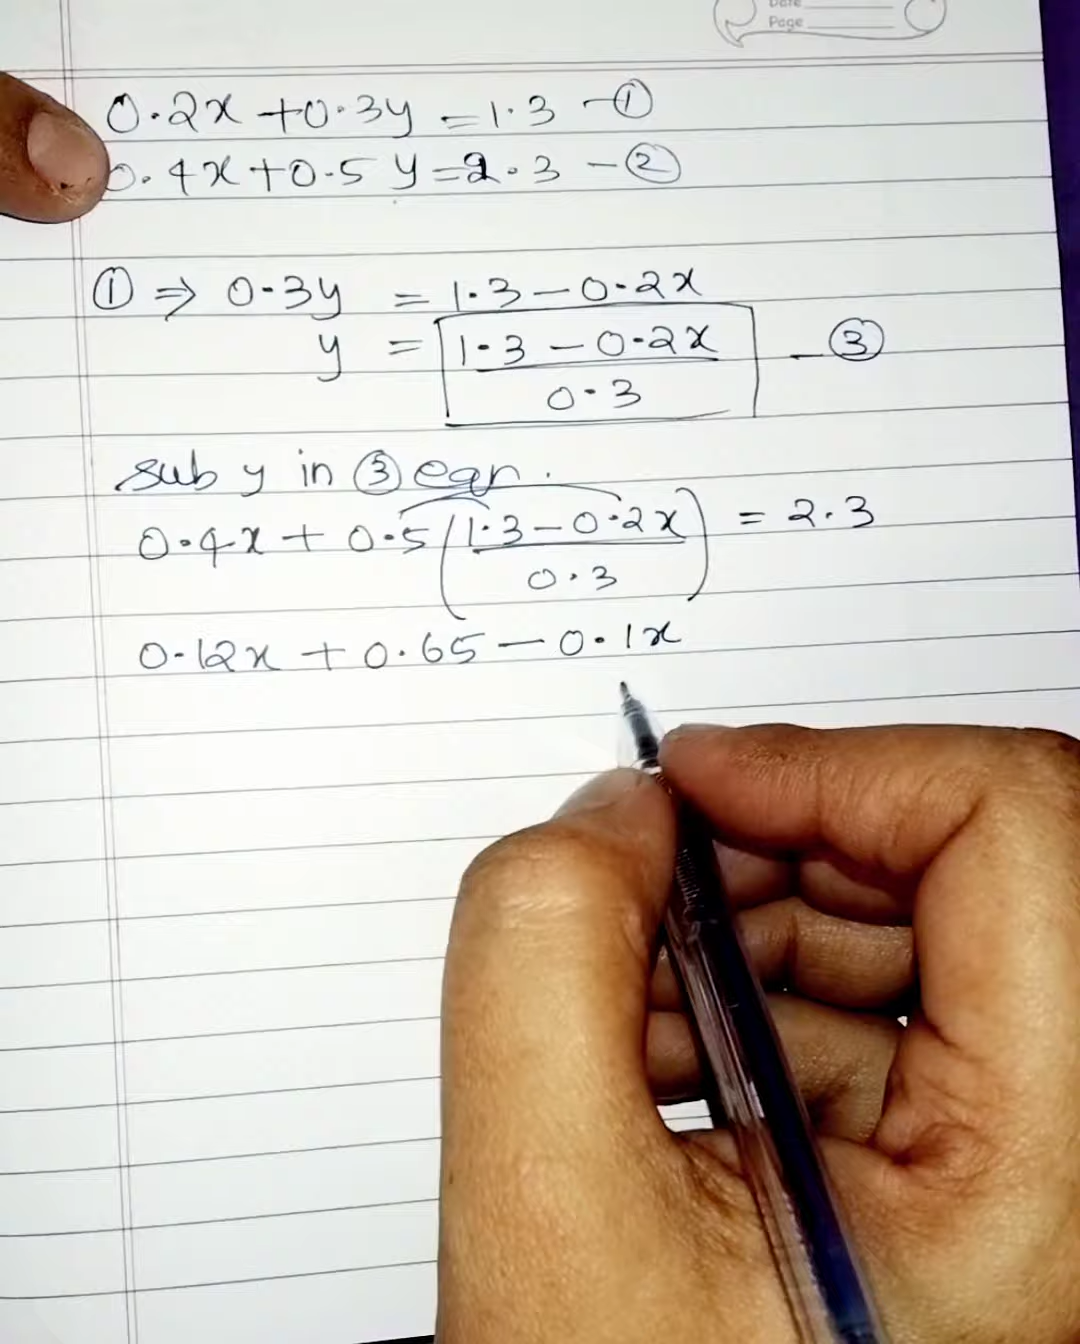 Date
Page
0.2x + 0.3y = 1.3 - ①
0.4x + 0.5y = 2.3 - ②
① ⇒ 0.3y = 1.3 - 0.2x
y = (1.3 - 0.2x)/0.3 - ③
sub y in ③ eqn.
0.4x + 0.5((1.3 - 0.2x)/0.3) = 2.3
0.12x + 0.65 - 0.1x